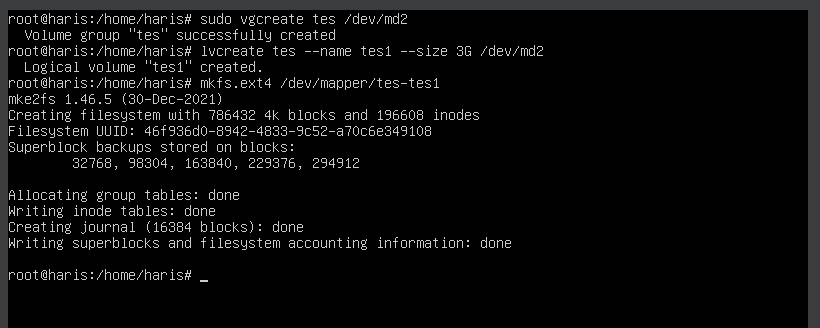 root@haris:/home/haris# sudo vgcreate tes /dev/md2
  Volume group "tes" successfully created
root@haris:/home/haris# lvcreate tes --name tes1 --size 3G /dev/md2
  Logical volume "tes1" created.
root@haris:/home/haris# mkfs.ext4 /dev/mapper/tes-tes1
mke2fs 1.46.5 (30-Dec-2021)
Creating filesystem with 786432 4k blocks and 196608 inodes
Filesystem UUID: 46f936d0-8942-4833-9c52-a70c6e349108
Superblock backups stored on blocks:
        32768, 98304, 163840, 229376, 294912
Allocating group tables: done
Writing inode tables: done
Creating journal (16384 blocks): done
Writing superblocks and filesystem accounting information: done
root@haris:/home/haris# _